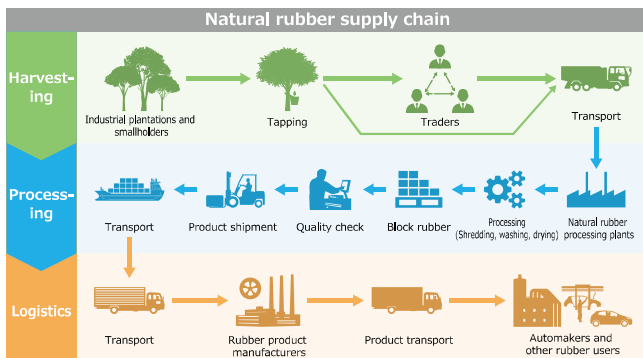 Natural rubber supply chain
Harvest-
ing
Industrial plantations and
smallholders
Tapping
Traders
Transport
Process-
ing
Transport
Product shipment
Quality check
Block rubber
Processing
(Shredding, washing, drying)
Natural rubber
processing plants
Logistics
Transport
Rubber product
manufacturers
Product transport
Automakers and
other rubber users